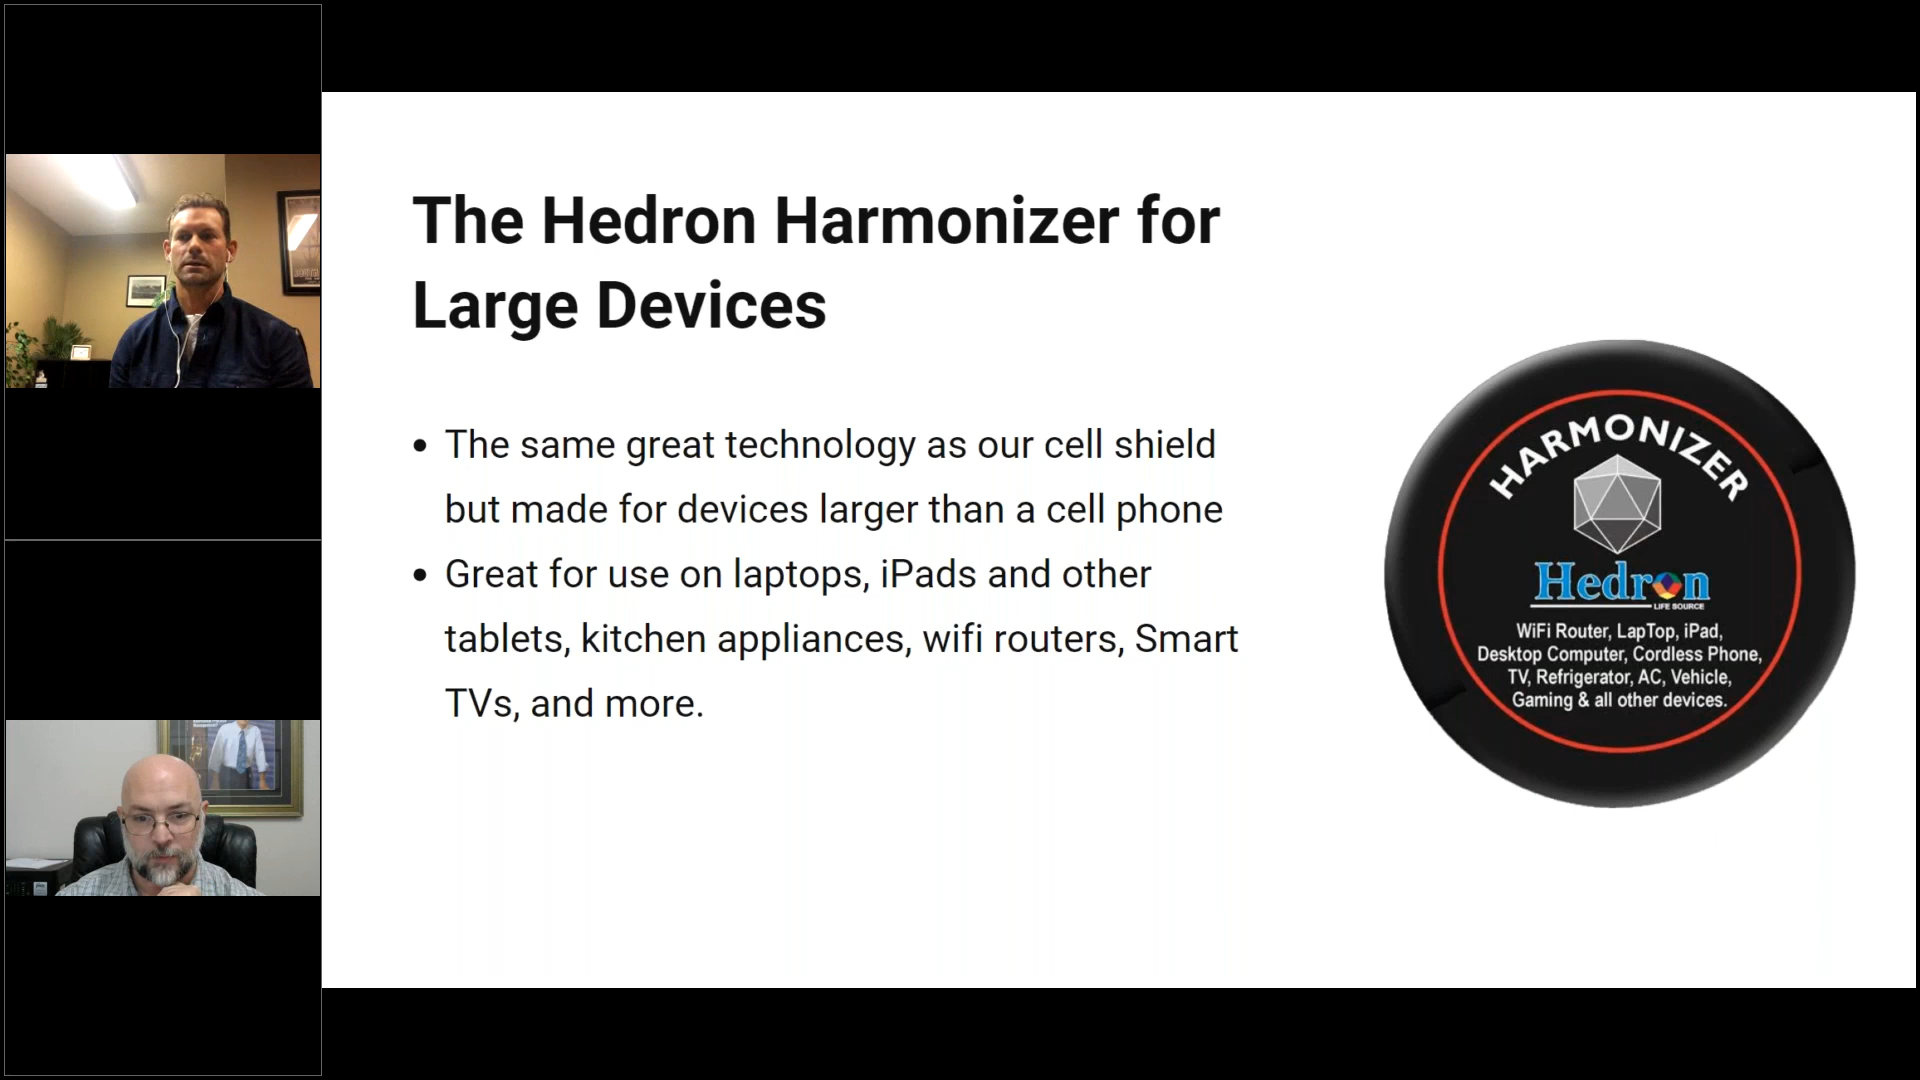 The Hedron Harmonizer for
Large Devices
• The same great technology as our cell shield
but made for devices larger than a cell phone
• Great for use on laptops, iPads and other
tablets, kitchen appliances, wifi routers, Smart
TVs, and more.
HARMONIZER
Hedron
LIFE SOURCE
WiFi Router, LapTop, iPad,
Desktop Computer, Cordless Phone,
TV, Refrigerator, AC, Vehicle,
Gaming & all other devices.